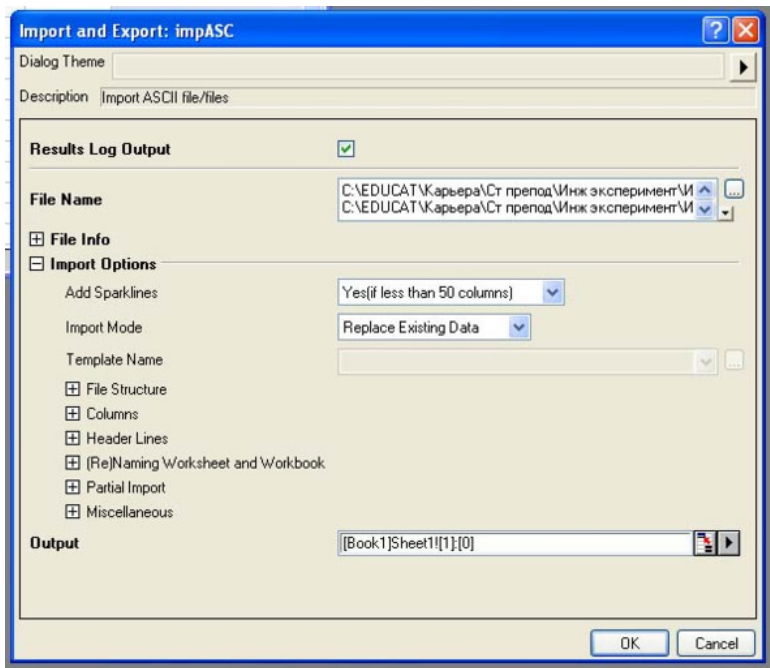 Import and Export: impASC
Dialog Theme
Description Import ASCII file/files
Results Log Output
File Name C:\EDUCAT\Карьера\Ст препод\Инж эксперимент\И
C:\EDUCAT\Карьера\Ст препод\Инж эксперимент\И
File Info
Import Options
Add Sparklines Yes(if less than 50 columns)
Import Mode Replace Existing Data
Template Name
File Structure
Columns
Header Lines
(Re)Naming Worksheet and Workbook
Partial Import
Miscellaneous
Output [Book1]Sheet1![1]:[0]
OK Cancel